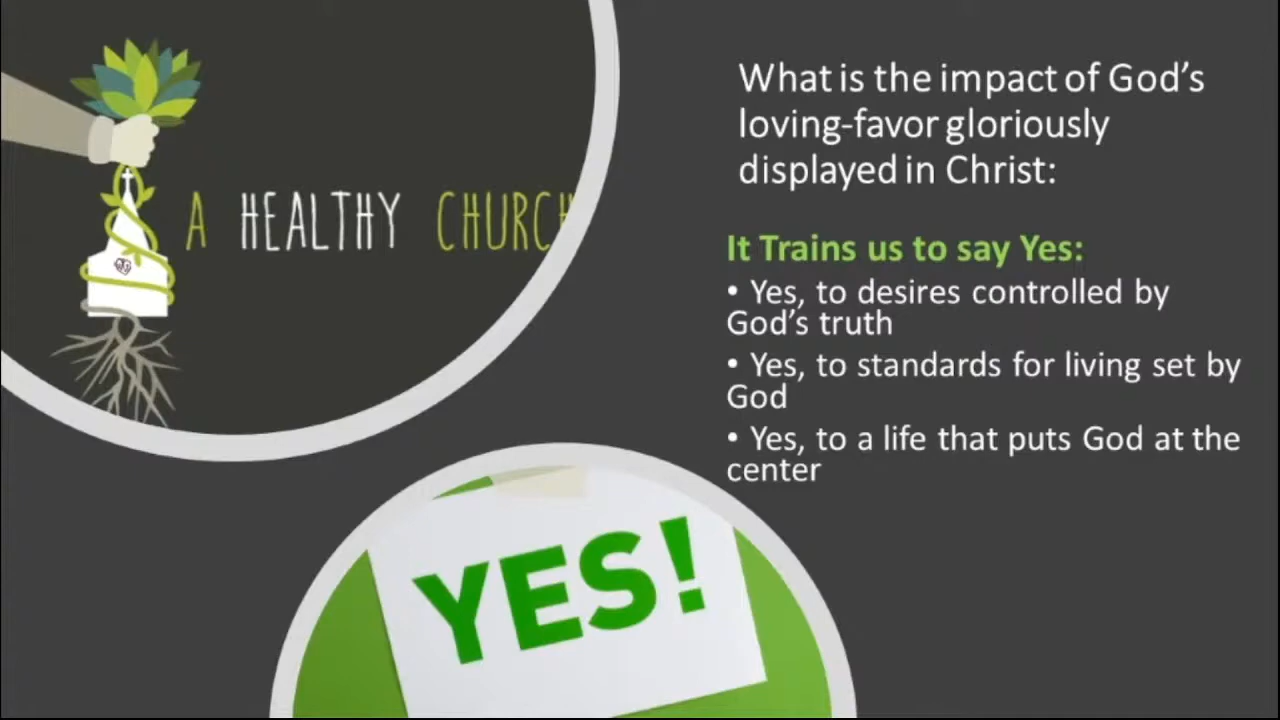 A HEALTHY CHURCH
What is the impact of God's
loving-favor gloriously
displayed in Christ:
It Trains us to say Yes:
• Yes, to desires controlled by
God's truth
• Yes, to standards for living set by
God
• Yes, to a life that puts God at the
center
YES!